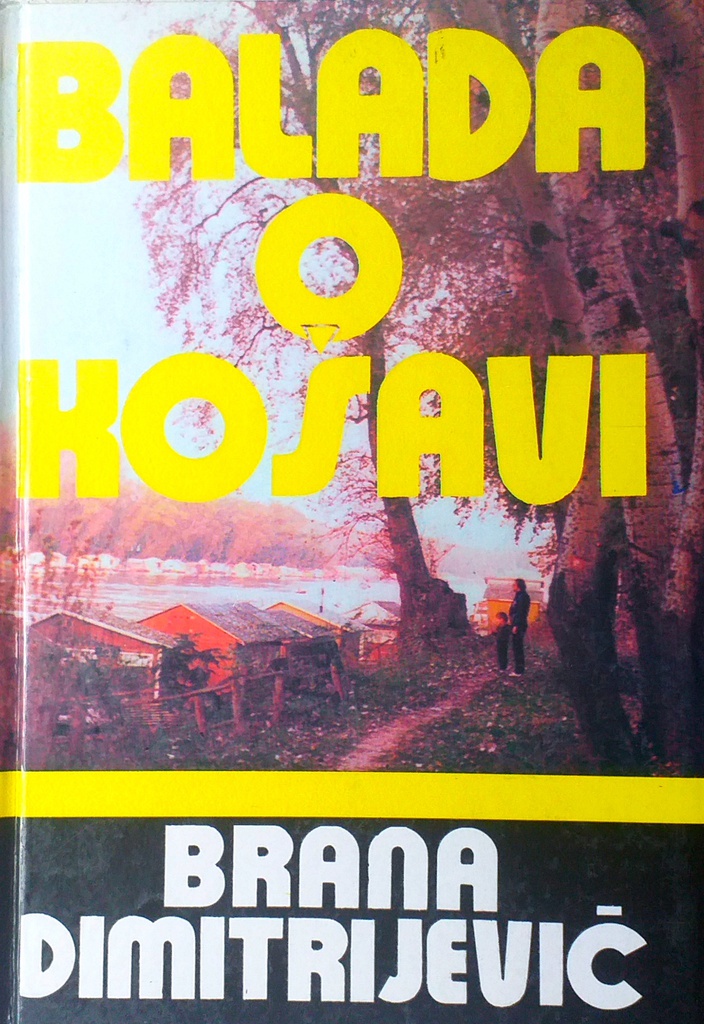 BALADA
O
KOŠAVI
BRANA
DIMITRIJEVIĆ